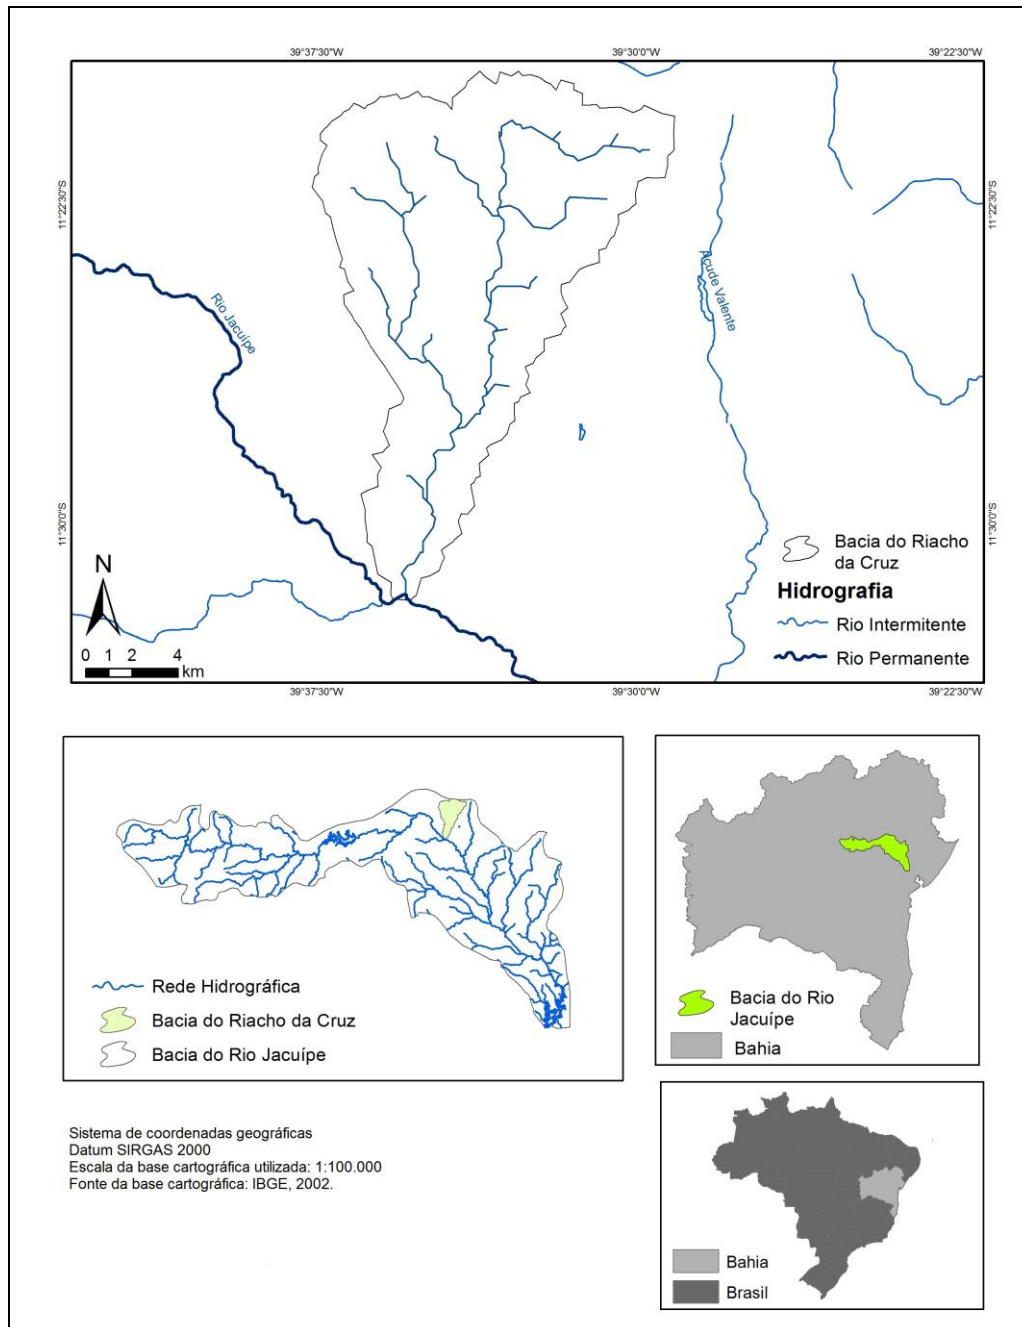 39°37'30"W
39°30'0"W
39°22'30"W
11°22'30"S
11°22'30"S
Rio Jacuípe
Açude Valente
11°30'0"S
11°30'0"S
Bacia do Riacho
da Cruz
Hidrografia
Rio Intermitente
Rio Permanente
N
0 1 2 4
km
39°37'30"W
39°30'0"W
39°22'30"W
Rede Hidrográfica
Bacia do Riacho da Cruz
Bacia do Rio Jacuípe
Bacia do Rio
Jacuípe
Bahia
Sistema de coordenadas geográficas
Datum SIRGAS 2000
Escala da base cartográfica utilizada: 1:100.000
Fonte da base cartográfica: IBGE, 2002.
Bahia
Brasil